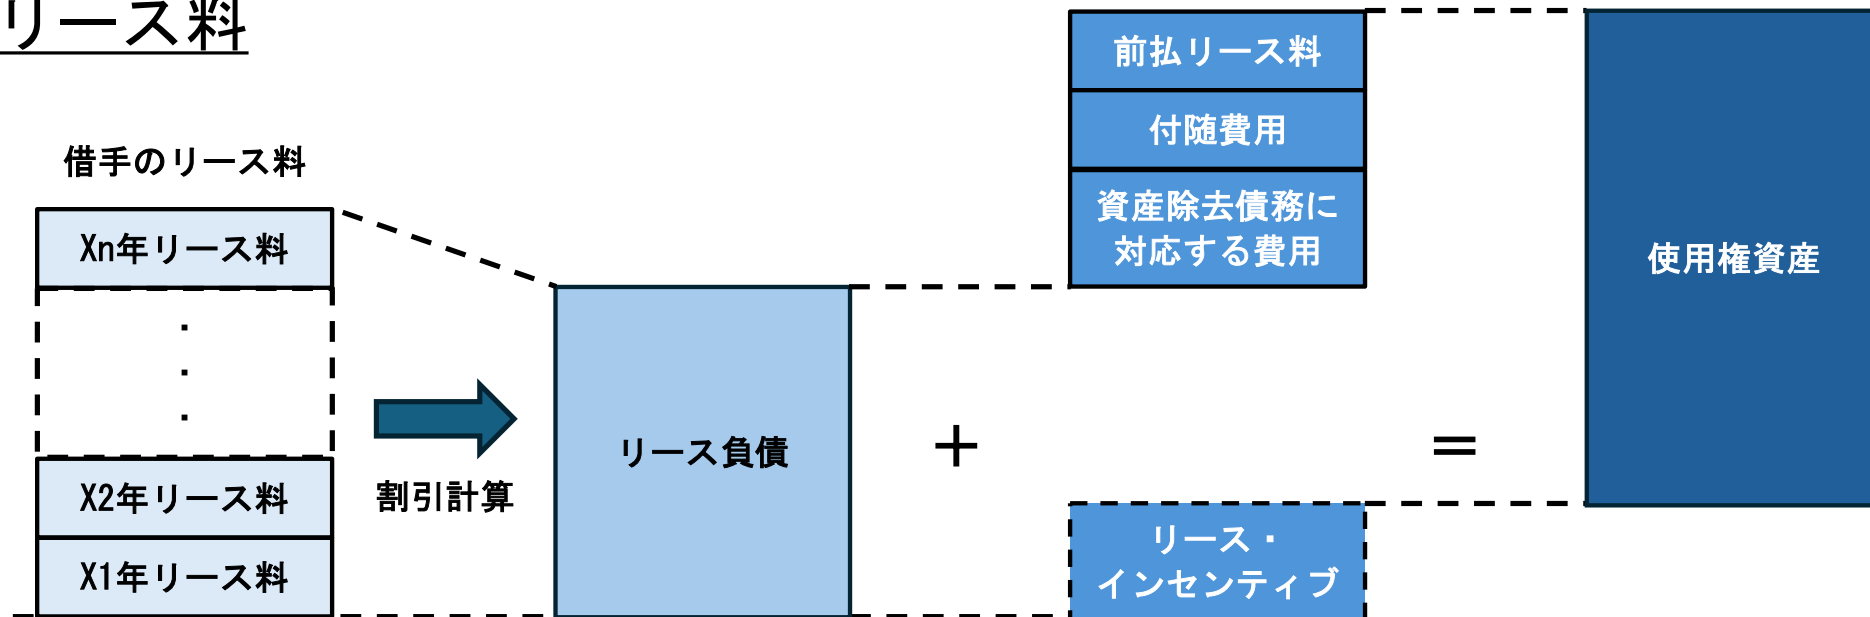 リース料
借手のリース料
Xn年リース料
・
・
・
X2年リース料
X1年リース料
割引計算
リース負債
+
前払リース料
付随費用
資産除去債務に
対応する費用
リース・
インセンティブ
=
使用権資産